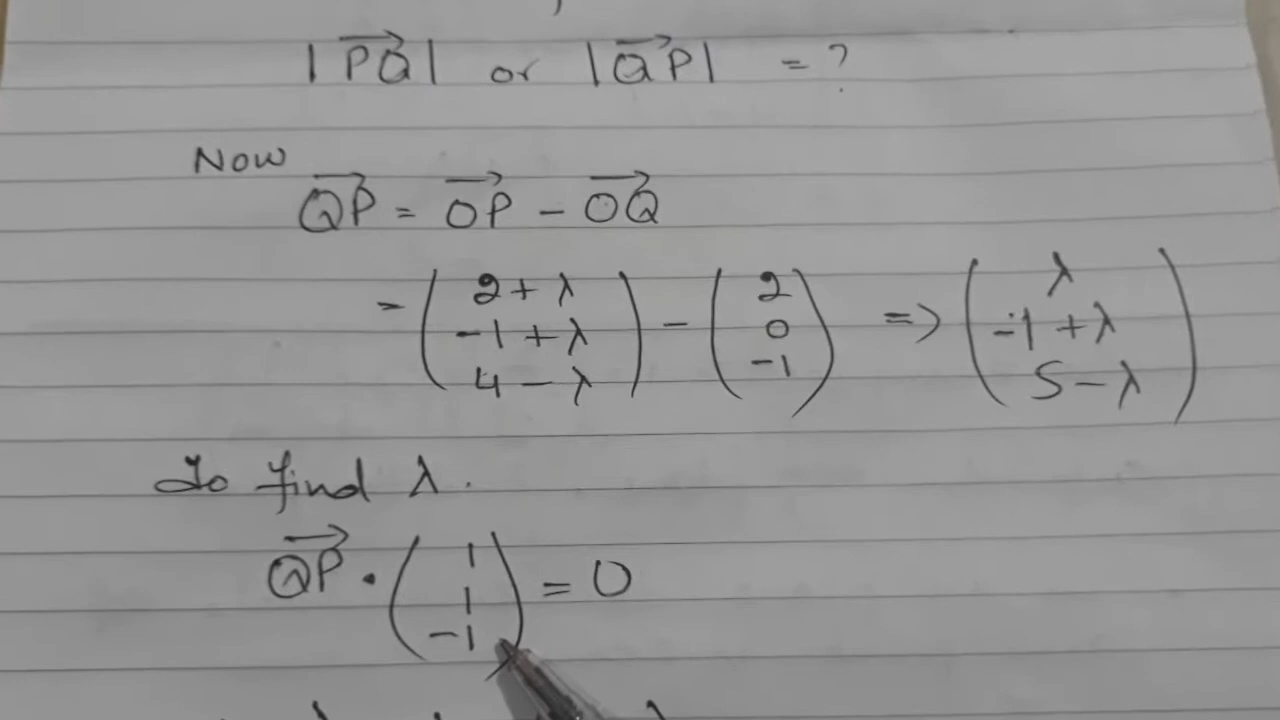 |PQ⃗| or |QP⃗| = ?
Now
QP⃗ = OP⃗ - OQ⃗
= (2+λ, -1+λ, 4-λ) - (2, 0, -1) => (λ, -1+λ, 5-λ)
To find λ.
QP⃗ · (1, 1, -1) = 0